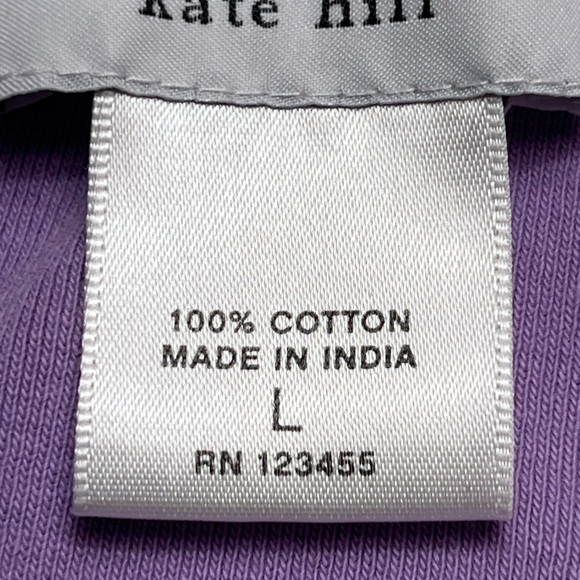 kate hill
100% COTTON
MADE IN INDIA
L
RN 123455